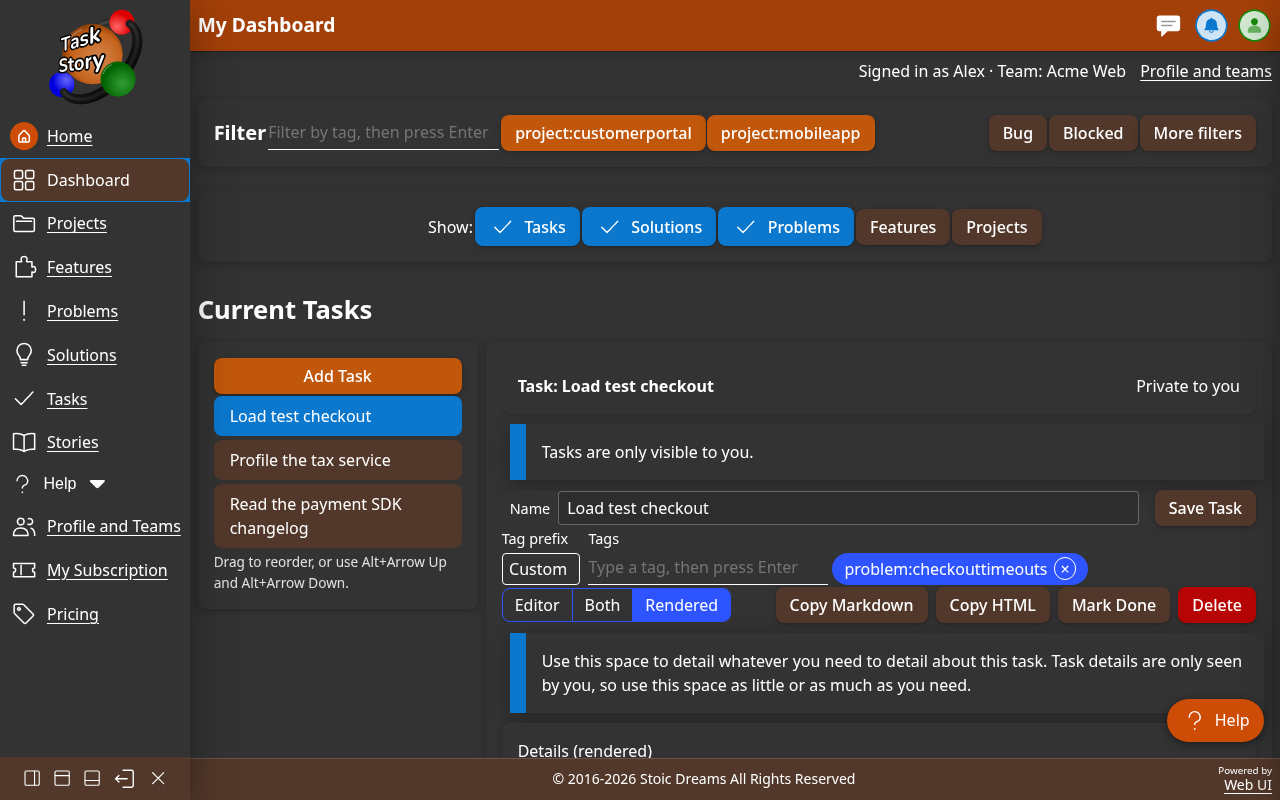 Task
Story
My Dashboard
Signed in as Alex · Team: Acme Web Profile and teams
Home
Dashboard
Projects
Features
Problems
Solutions
Tasks
Stories
Help
Profile and Teams
My Subscription
Pricing
Filter Filter by tag, then press Enter project:customerportal project:mobileapp Bug Blocked More filters
Show: Tasks Solutions Problems Features Projects
Current Tasks
Add Task
Load test checkout
Profile the tax service
Read the payment SDK
changelog
Drag to reorder, or use Alt+Arrow Up
and Alt+Arrow Down.
Task: Load test checkout Private to you
Tasks are only visible to you.
Name Load test checkout Save Task
Tag prefix Tags
Custom Type a tag, then press Enter problem:checkouttimeouts
Editor Both Rendered Copy Markdown Copy HTML Mark Done Delete
Use this space to detail whatever you need to detail about this task. Task details are only seen
by you, so use this space as little or as much as you need.
Help
Details (rendered)
© 2016-2026 Stoic Dreams All Rights Reserved
Powered by
Web UI